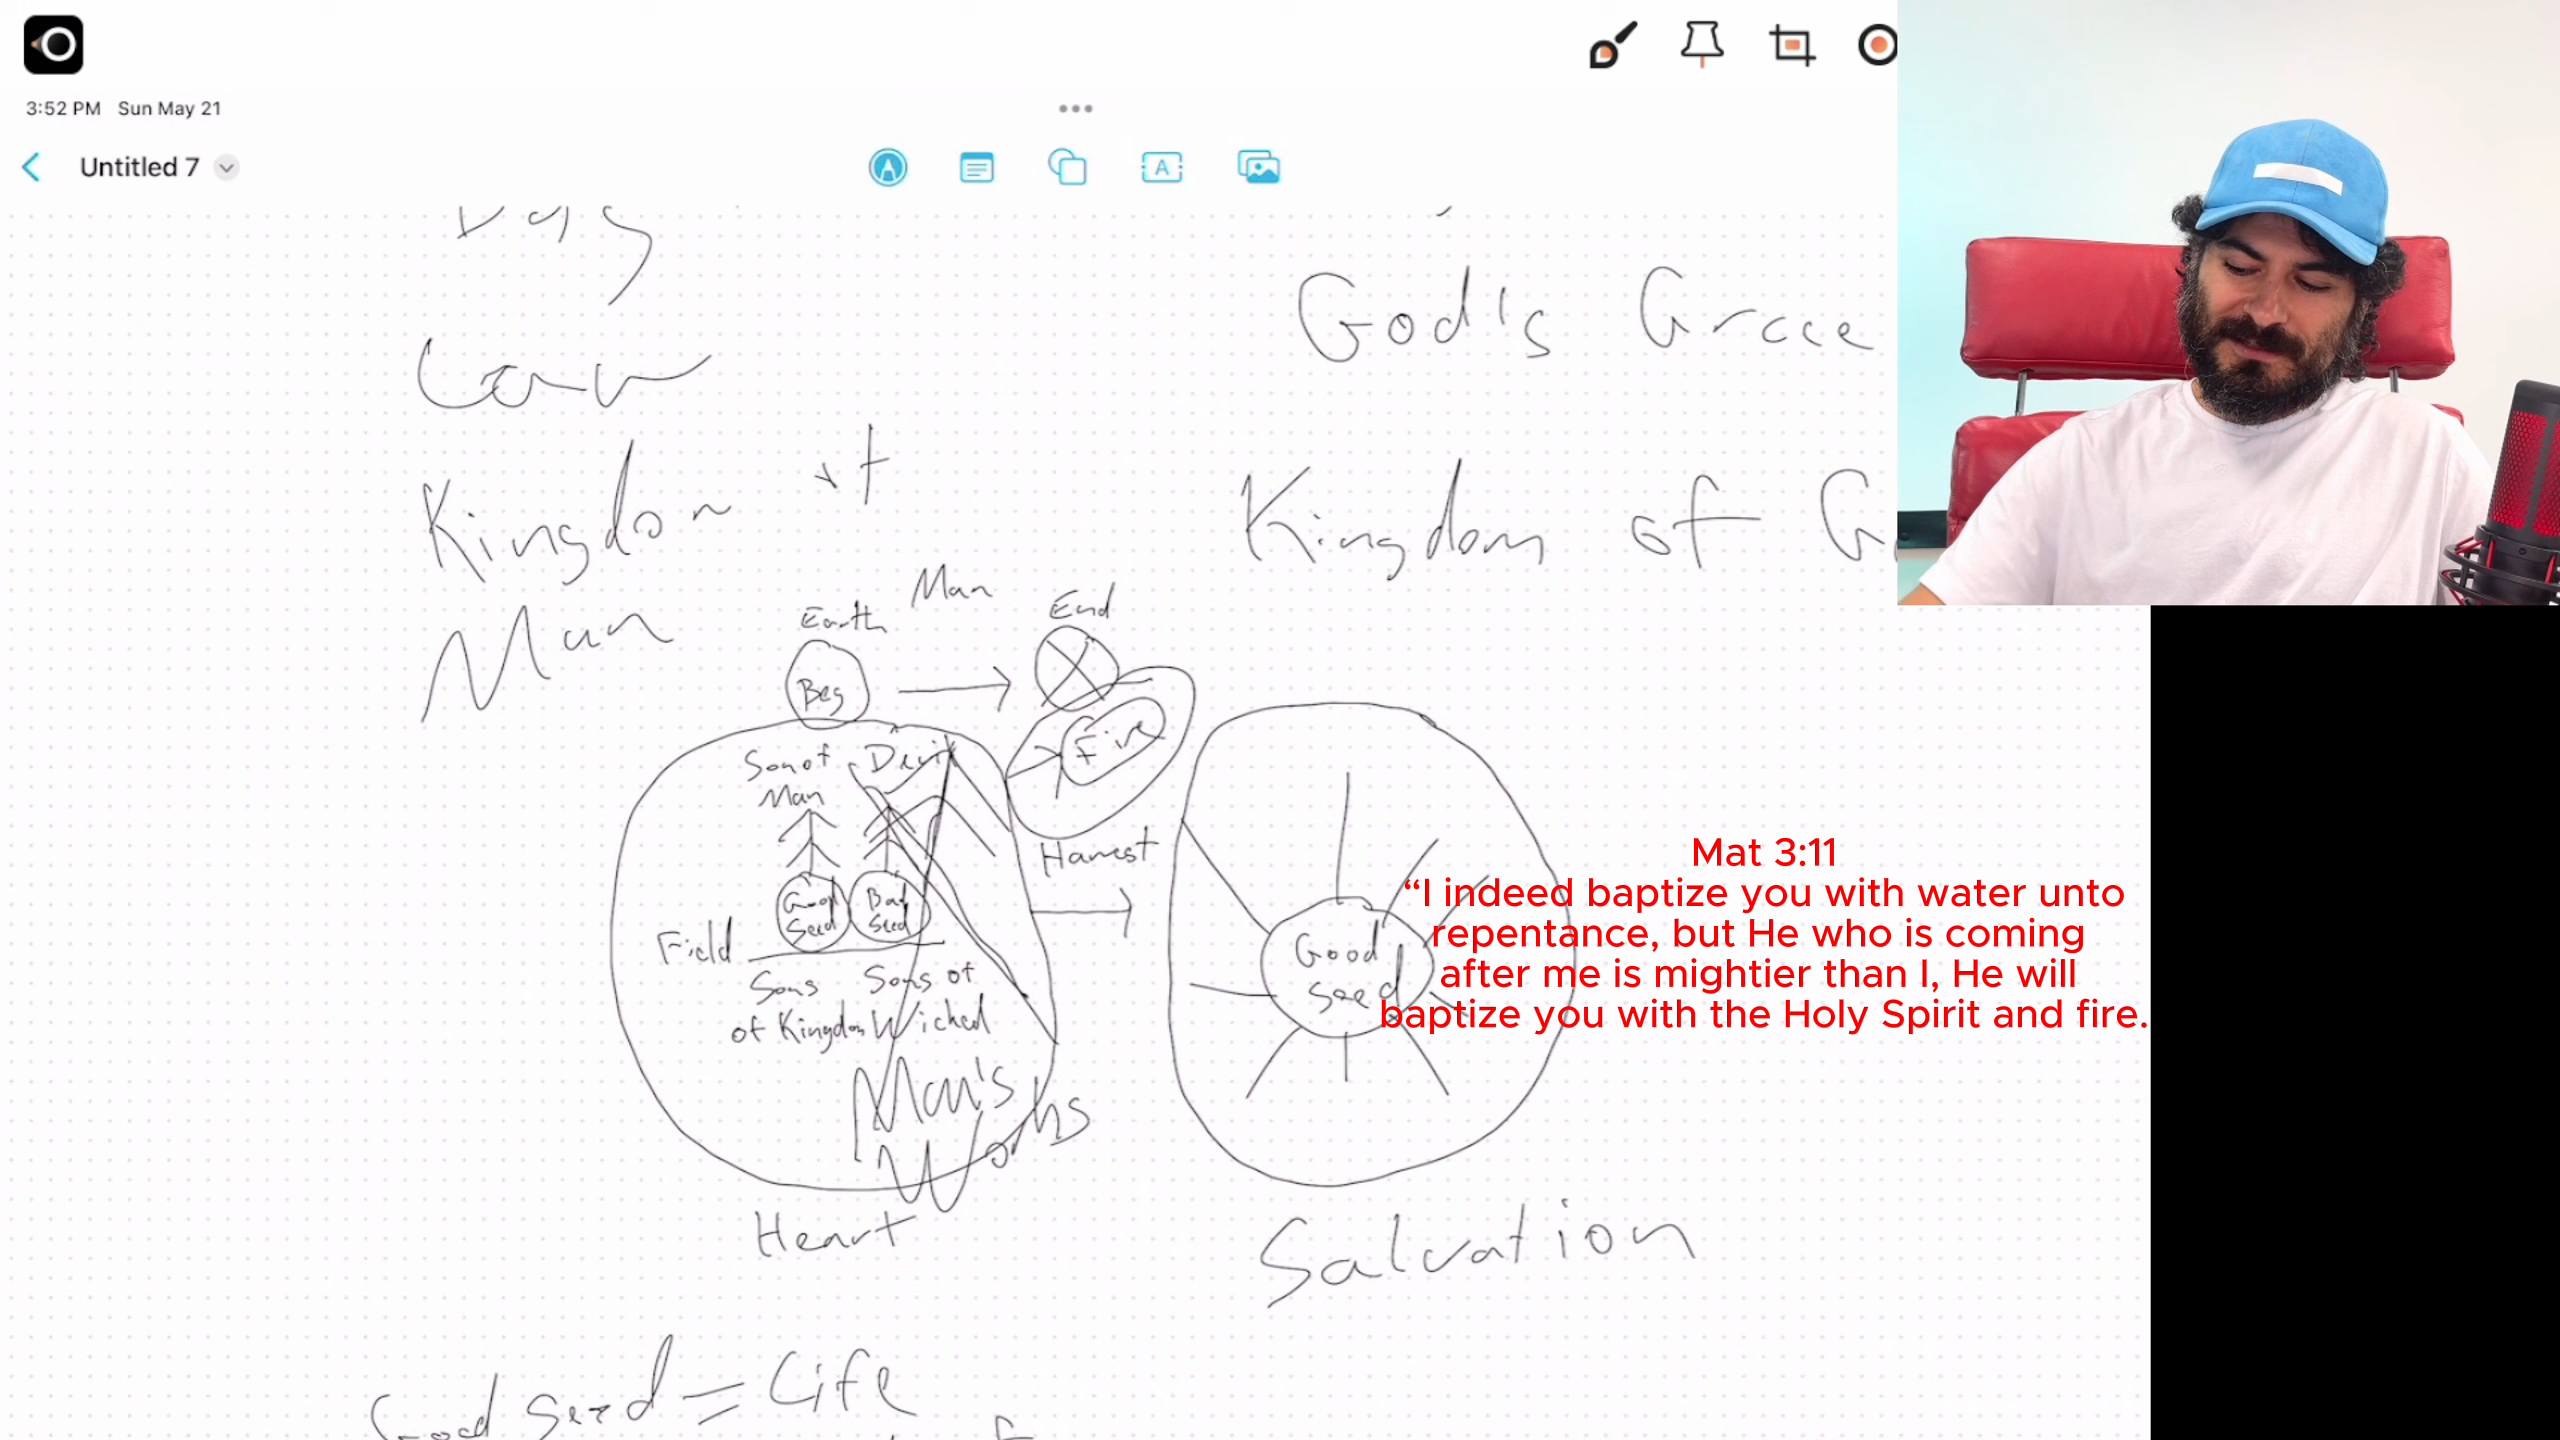 3:52 PM Sun May 21
Untitled 7
A
Law
God's Grace
Kingdom of
Man
Kingdom of G
Earth
Man
End
Beg
Fire
Son of
Man
Devil
Harvest
Good
Seed
Bad
Seed
Field
Sons
of Kingdom
Sons of
Wicked
Man's
Works
Heart
Good
Seed
Salvation
Mat 3:11
“I indeed baptize you with water unto
repentance, but He who is coming
after me is mightier than I, He will
baptize you with the Holy Spirit and fire.
Good Seed = Life